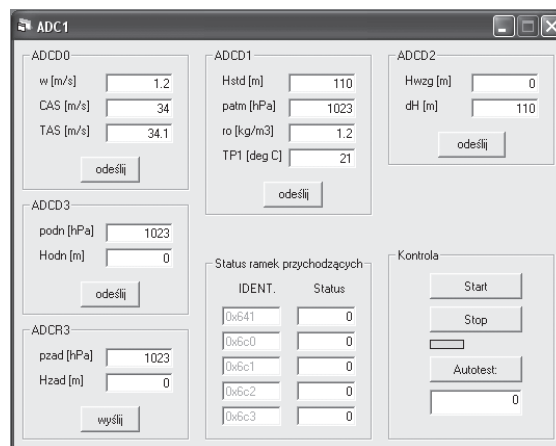 ADC1
ADCD0
w [m/s] 1.2
CAS [m/s] 34
TAS [m/s] 34.1
odeślij
ADCD1
Hstd [m] 110
patm [hPa] 1023
ro [kg/m3] 1.2
TP1 [deg C] 21
odeślij
ADCD2
Hwzg [m] 0
dH [m] 110
odeślij
ADCD3
podn [hPa] 1023
Hodn [m] 0
odeślij
ADCR3
pzad [hPa] 1023
Hzad [m] 0
wyślij
Status ramek przychodzących
IDENT. Status
0x641 0
0x6c0 0
0x6c1 0
0x6c2 0
0x6c3 0
Kontrola
Start
Stop
Autotest:
0